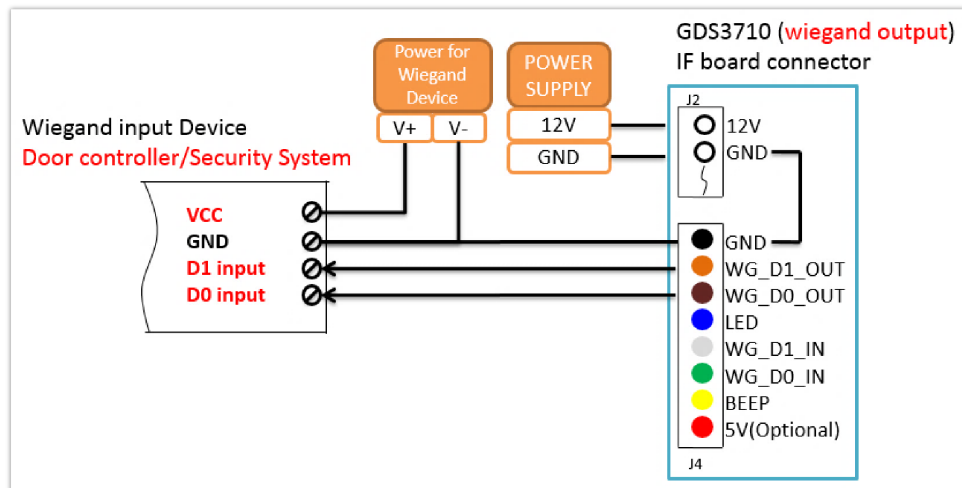 GDS3710 (wiegand output)
IF board connector
Power for
Wiegand
Device
V+ V-
POWER
SUPPLY
12V
GND
J2
12V
GND
Wiegand input Device
Door controller/Security System
VCC
GND
D1 input
D0 input
GND
WG_D1_OUT
WG_D0_OUT
LED
WG_D1_IN
WG_D0_IN
BEEP
5V(Optional)
J4